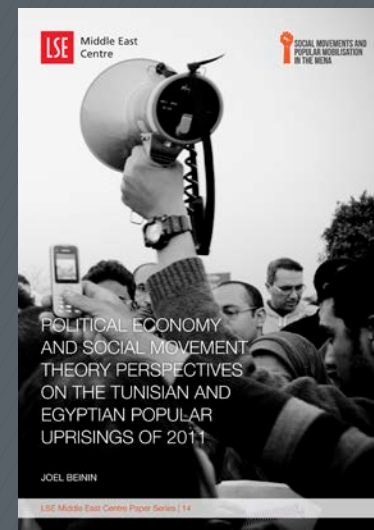 LSE
Middle East
Centre
SOCIAL MOVEMENTS AND
POPULAR MOBILISATION
IN THE MENA
POLITICAL ECONOMY
AND SOCIAL MOVEMENT
THEORY PERSPECTIVES
ON THE TUNISIAN AND
EGYPTIAN POPULAR
UPRISINGS OF 2011
JOEL BEININ
LSE Middle East Centre Paper Series | 14